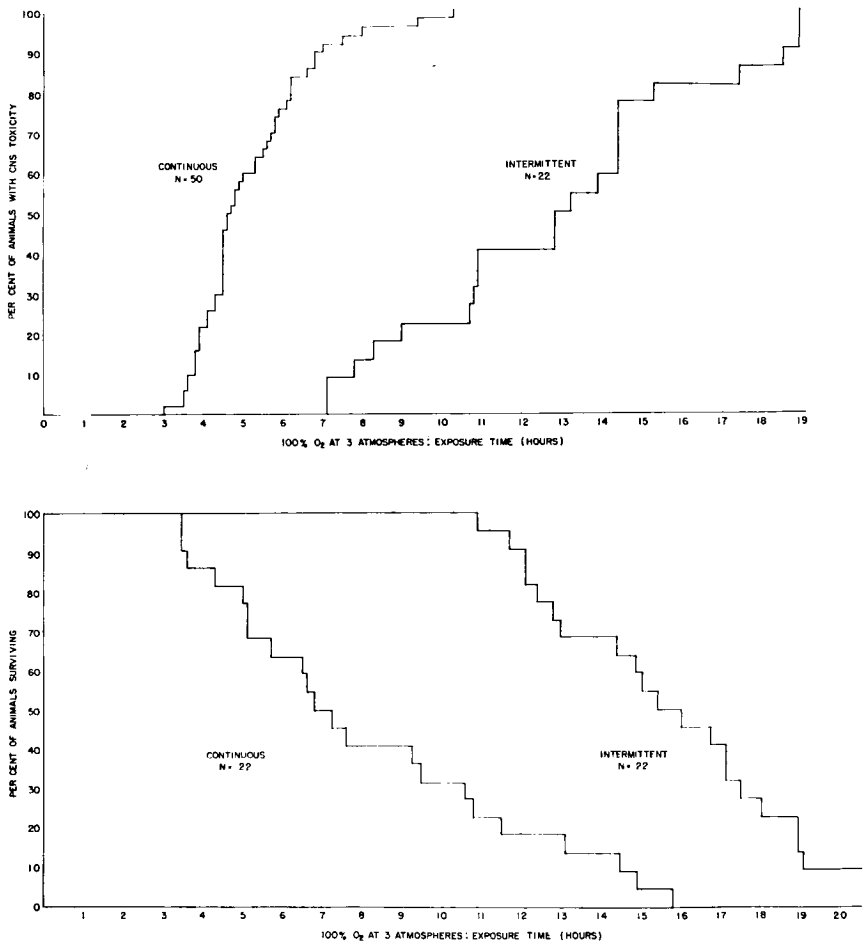 PER CENT OF ANIMALS WITH CNS TOXICITY
100
90
80
70
60
50
40
30
20
10
0
CONTINUOUS
N=50
INTERMITTENT
N=22
1 2 3 4 5 6 7 8 9 10 11 12 13 14 15 16 17 18 19
100% O₂ AT 3 ATMOSPHERES: EXPOSURE TIME (HOURS)
PER CENT OF ANIMALS SURVIVING
100
90
80
70
60
50
40
30
20
10
0
CONTINUOUS
N=22
INTERMITTENT
N=22
1 2 3 4 5 6 7 8 9 10 11 12 13 14 15 16 17 18 19 20
100% O₂ AT 3 ATMOSPHERES: EXPOSURE TIME (HOURS)